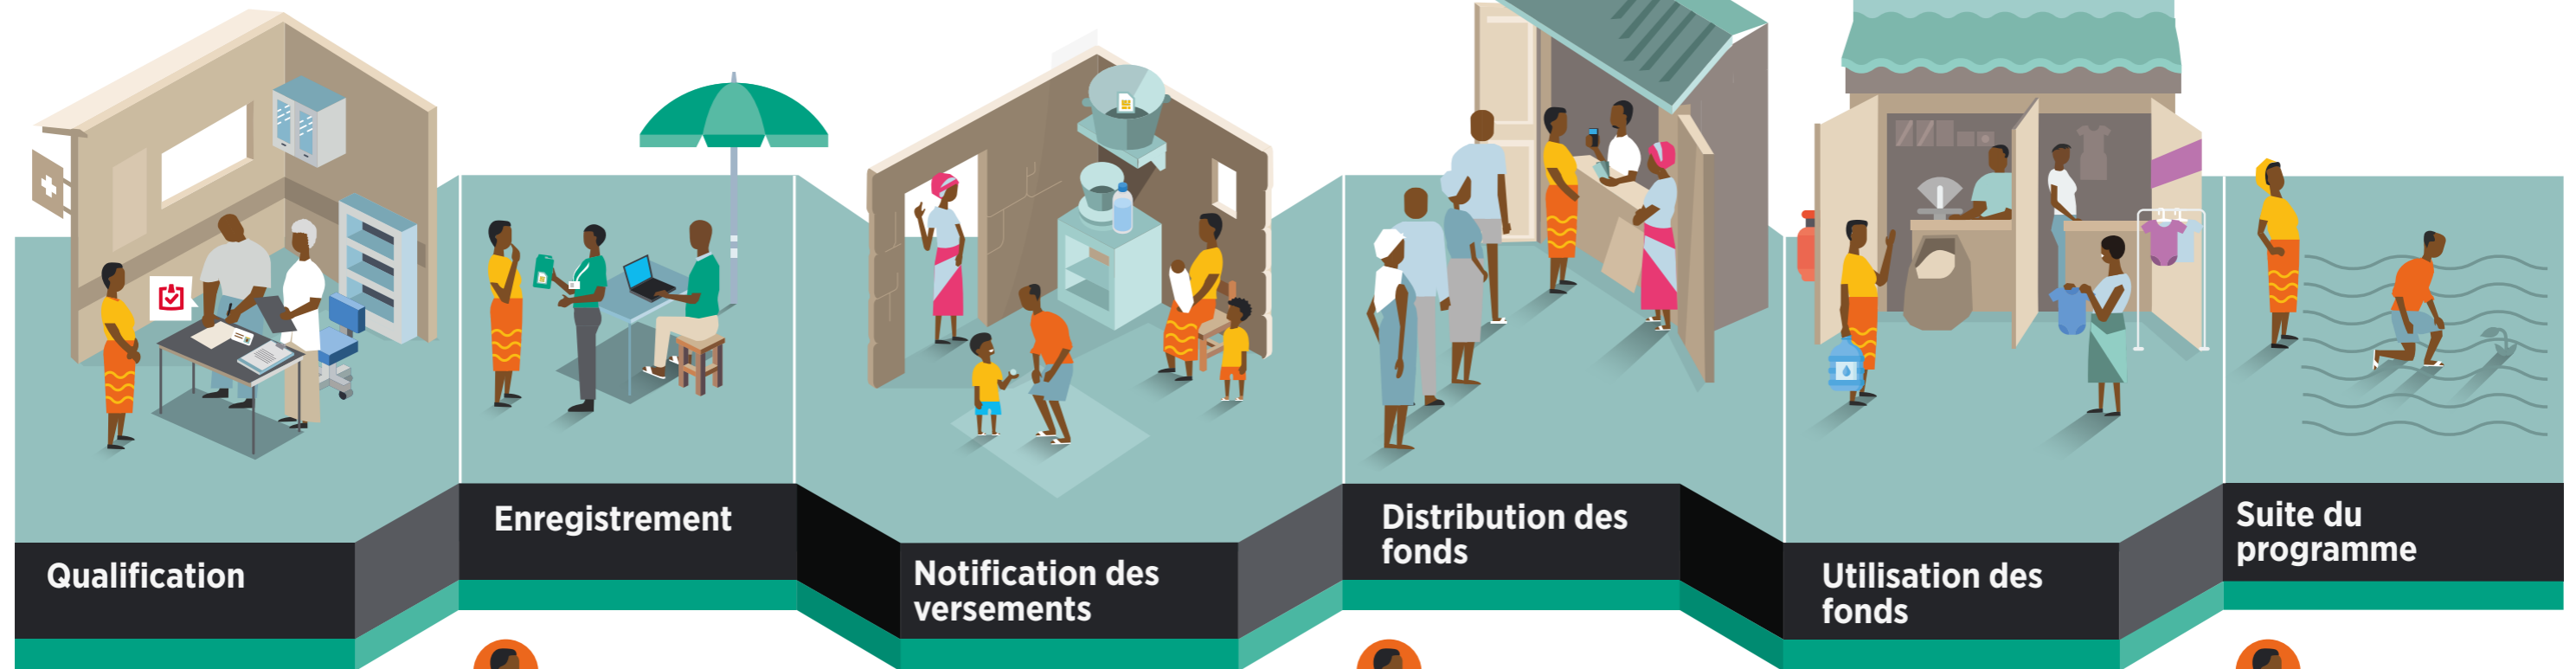 Qualification
Enregistrement
Notification des
versements
Distribution des
fonds
Utilisation des
fonds
Suite du
programme